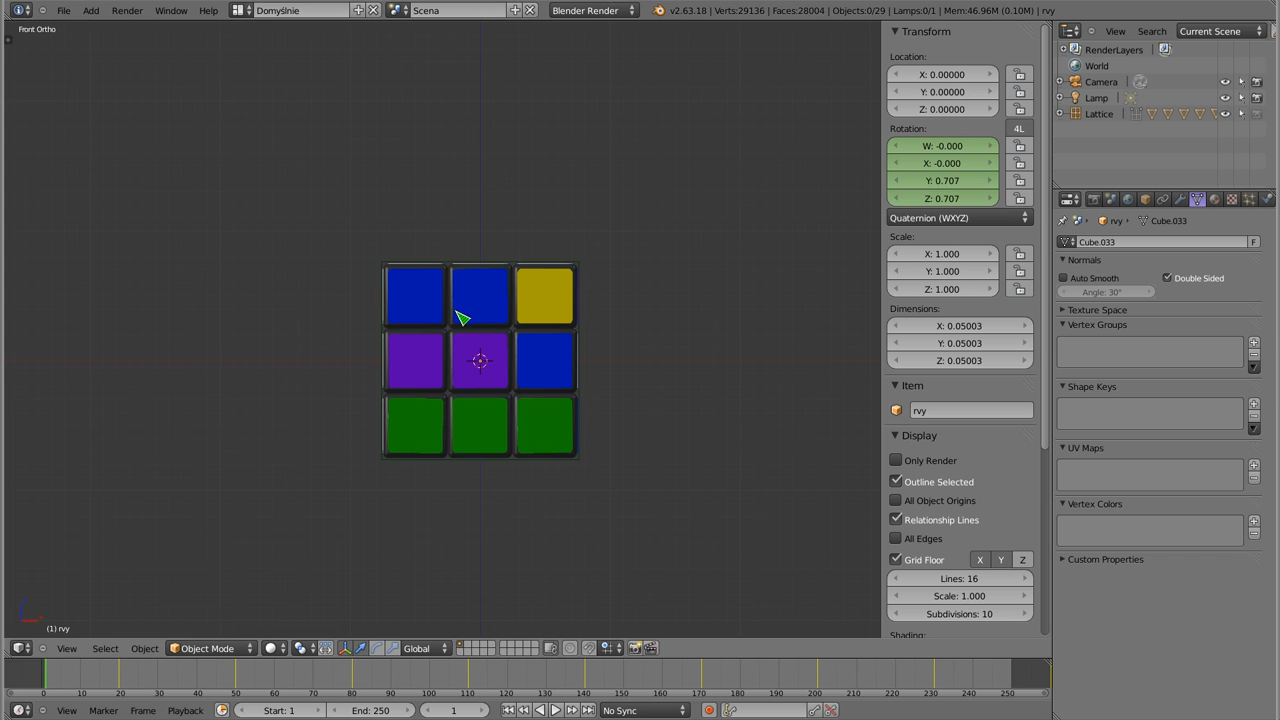 File Add Render Window Help Domyślnie Scena Blender Render v2.63.18 | Verts:29136 | Faces:28004 | Objects:0/29 | Lamps:0/1 | Mem:46.96M (0.10M) | rvy
Front Ortho
(1) rvy
View Select Object Object Mode Global
Transform
Location:
X: 0.00000
Y: 0.00000
Z: 0.00000
Rotation: 4L
W: -0.000
X: -0.000
Y: 0.707
Z: 0.707
Quaternion (WXYZ)
Scale:
X: 1.000
Y: 1.000
Z: 1.000
Dimensions:
X: 0.05003
Y: 0.05003
Z: 0.05003
Item
rvy
Display
Only Render
Outline Selected
All Object Origins
Relationship Lines
All Edges
Grid Floor X Y Z
Lines: 16
Scale: 1.000
Subdivisions: 10
Shading:
View Search Current Scene
RenderLayers
World
Camera
Lamp
Lattice
rvy Cube.033
Cube.033 F
Normals
Auto Smooth Double Sided
Angle: 30°
Texture Space
Vertex Groups
Shape Keys
UV Maps
Vertex Colors
Custom Properties
0 10 20 30 40 50 60 70 80 90 100 110 120 130 140 150 160 170 180 190 200 210 220 230 240 250
View Marker Frame Playback Start: 1 End: 250 1 No Sync